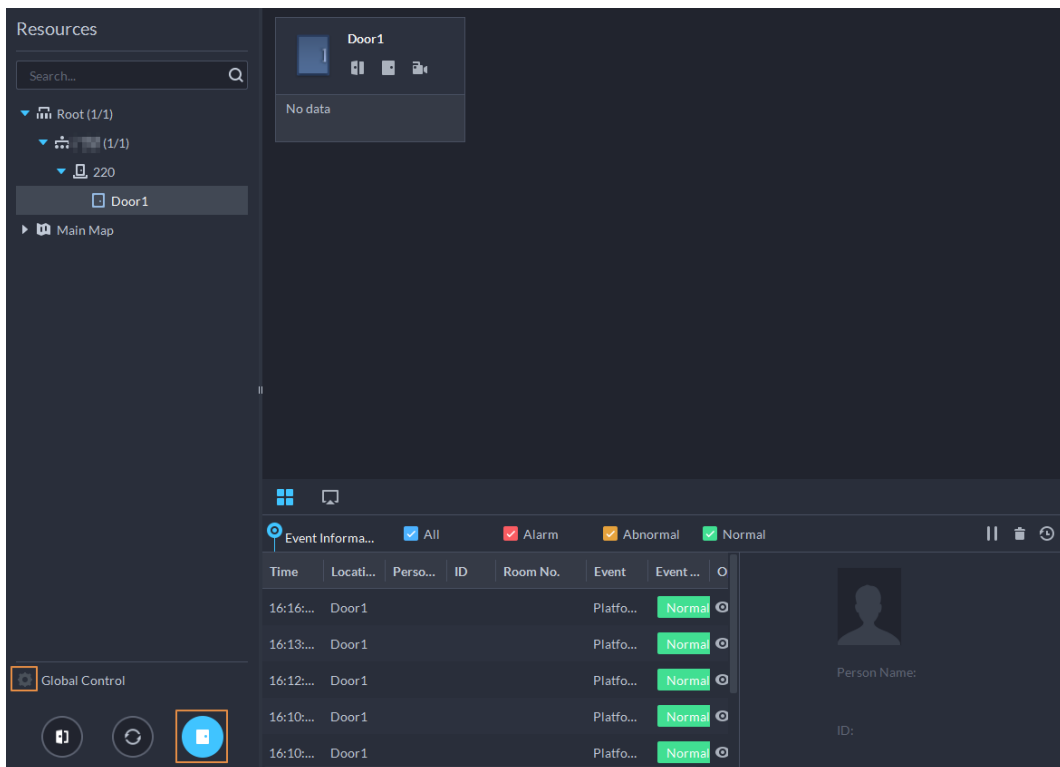 Resources
Search...
Root (1/1)
(1/1)
220
Door1
Main Map
Global Control
Door1
No data
Event Informa...
All
Alarm
Abnormal
Normal
Time Locati... Perso... ID Room No. Event Event ... O
16:16:... Door1 Platfo... Normal
16:13:... Door1 Platfo... Normal
16:12:... Door1 Platfo... Normal
16:10:... Door1 Platfo... Normal
16:10:... Door1 Platfo... Normal
Person Name:
ID: